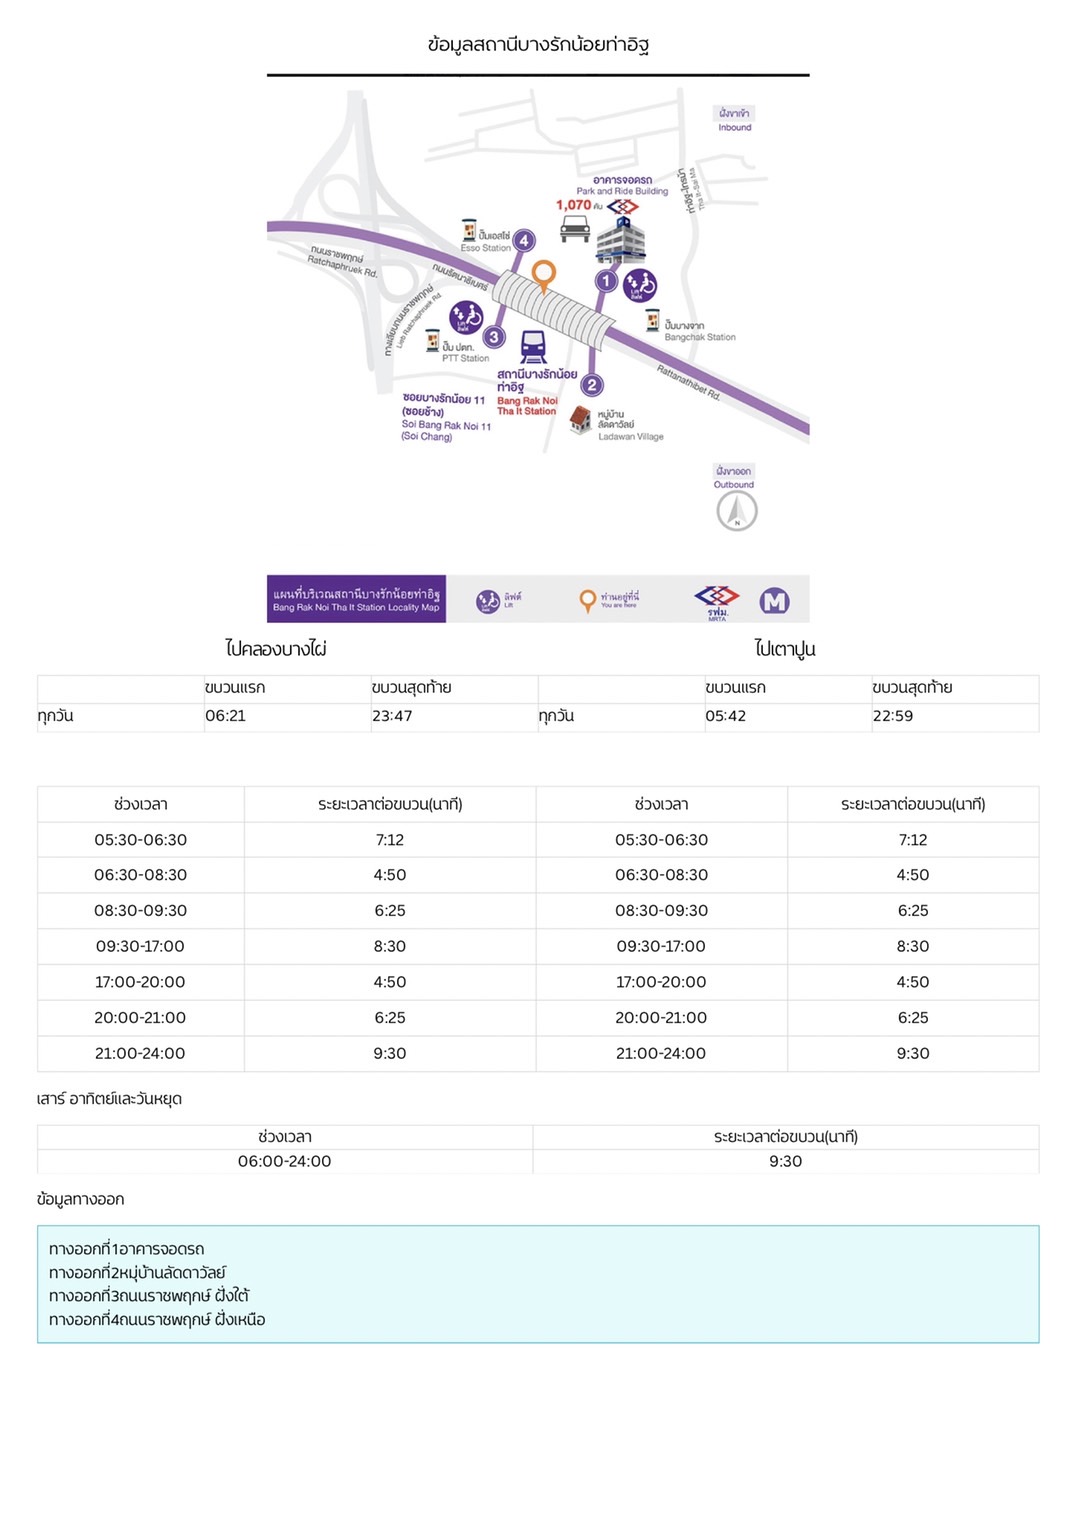 ข้อมูลสถานีบางรักน้อยท่าอิฐ
ฝั่งขาเข้า
Inbound
ท่าอิฐ-ไทรม้า
Tha It-Sai Ma
อาคารจอดรถ
Park and Ride Building
1,070 คัน
ปั๊มเอสโซ่
Esso Station
4
ถนนราชพฤกษ์
Ratchaphruek Rd.
ถนนรัตนาธิเบศร์
ทางเลียบถนนราชพฤกษ์
Lieb Ratchaphruek Rd.
1
Lift
ลิฟต์
Lift
ลิฟต์
3
ปั๊ม ปตท.
PTT Station
ปั๊มบางจาก
Bangchak Station
สถานีบางรักน้อย
ท่าอิฐ
Bang Rak Noi
Tha It Station
2
Rattanathibet Rd.
ซอยบางรักน้อย 11
(ซอยช้าง)
Soi Bang Rak Noi 11
(Soi Chang)
หมู่บ้าน
ลัดดาวัลย์
Ladawan Village
ฝั่งขาออก
Outbound
N
แผนที่บริเวณสถานีบางรักน้อยท่าอิฐ
Bang Rak Noi Tha It Station Locality Map
ลิฟต์
Lift
ท่านอยู่ที่นี่
You are here
รฟม.
MRTA
M
ไปคลองบางไผ่ ไปเตาปูน
ขบวนแรก ขบวนสุดท้าย ขบวนแรก ขบวนสุดท้าย
ทุกวัน 06:21 23:47 ทุกวัน 05:42 22:59
ช่วงเวลา ระยะเวลาต่อขบวน(นาที) ช่วงเวลา ระยะเวลาต่อขบวน(นาที)
05:30-06:30 7:12 05:30-06:30 7:12
06:30-08:30 4:50 06:30-08:30 4:50
08:30-09:30 6:25 08:30-09:30 6:25
09:30-17:00 8:30 09:30-17:00 8:30
17:00-20:00 4:50 17:00-20:00 4:50
20:00-21:00 6:25 20:00-21:00 6:25
21:00-24:00 9:30 21:00-24:00 9:30
เสาร์ อาทิตย์และวันหยุด
ช่วงเวลา ระยะเวลาต่อขบวน(นาที)
06:00-24:00 9:30
ข้อมูลทางออก
ทางออกที่1อาคารจอดรถ
ทางออกที่2หมุ่บ้านลัดดาวัลย์
ทางออกที่3ถนนราชพฤกษ์ ฝั่งใต้
ทางออกที่4ถนนราชพฤกษ์ ฝั่งเหนือ